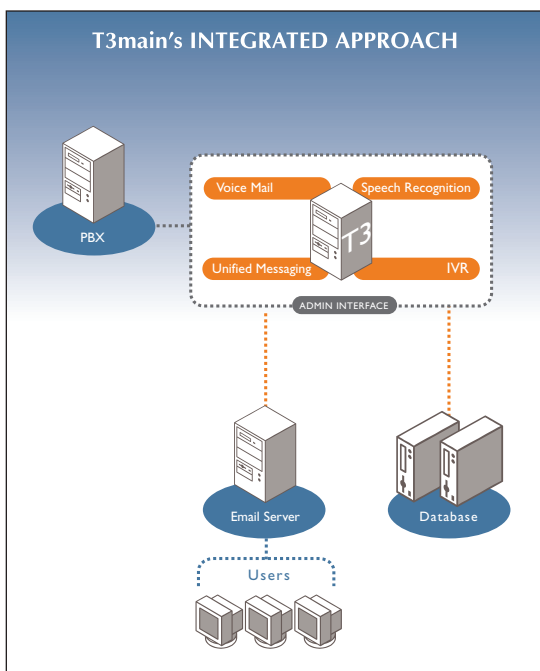 T3main's INTEGRATED APPROACH
Voice Mail
Speech Recognition
PBX
T3
Unified Messaging
IVR
ADMIN INTERFACE
Email Server
Database
Users